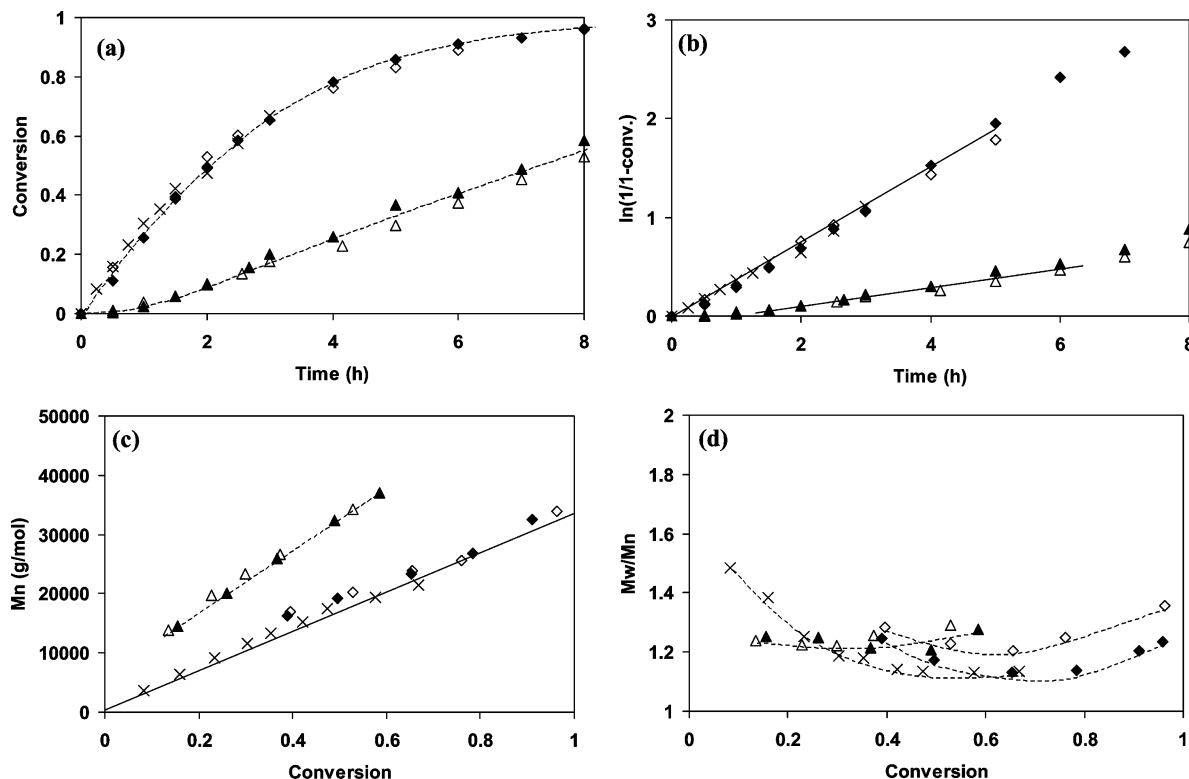 (a)
Conversion
1
0.8
0.6
0.4
0.2
0
0 2 4 6 8
Time (h)
(b)
ln(1/1-conv.)
3
2
1
0
0 2 4 6 8
Time (h)
(c)
Mn (g/mol)
50000
40000
30000
20000
10000
0
0 0.2 0.4 0.6 0.8 1
Conversion
(d)
Mw/Mn
2
1.8
1.6
1.4
1.2
1
0 0.2 0.4 0.6 0.8 1
Conversion